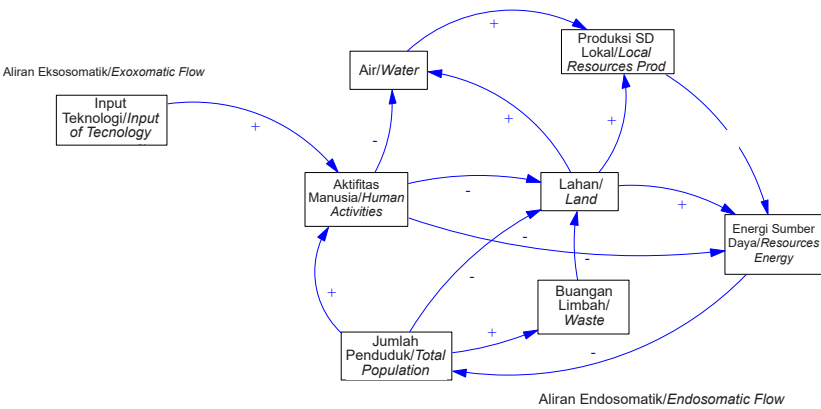 Aliran Eksosomatik/Exoxomatic Flow
Input
Teknologi/Input
of Tecnology
Air/Water
Produksi SD
Lokal/Local
Resources Prod
Aktifitas
Manusia/Human
Activities
Lahan/
Land
Energi Sumber
Daya/Resources
Energy
Buangan
Limbah/
Waste
Jumlah
Penduduk/Total
Population
Aliran Endosomatik/Endosomatic Flow
+
+
-
+
+
-
+
-
-
-
+
-
+
-